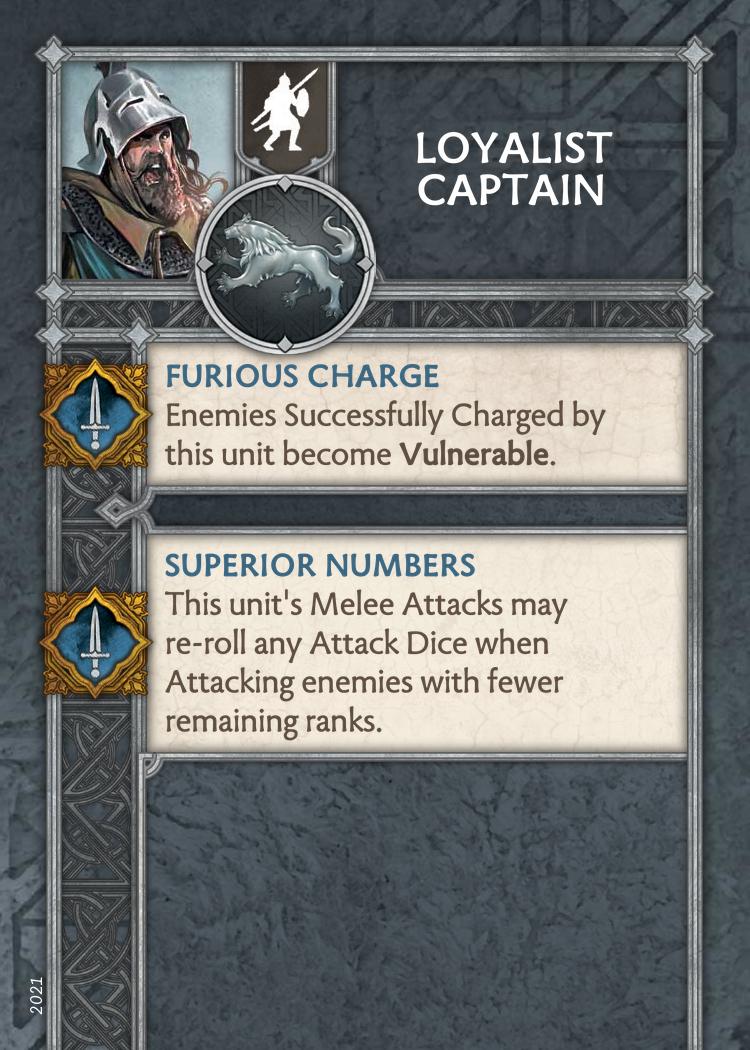 LOYALIST
CAPTAIN
FURIOUS CHARGE
Enemies Successfully Charged by
this unit become Vulnerable.
SUPERIOR NUMBERS
This unit's Melee Attacks may
re-roll any Attack Dice when
Attacking enemies with fewer
remaining ranks.
2021